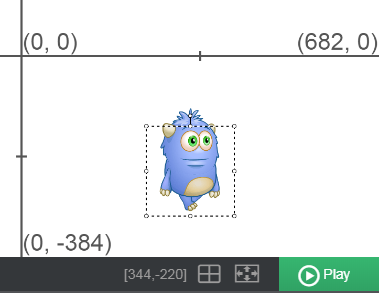 (0, 0)
(682, 0)
(0, -384)
[344,-220]
Play